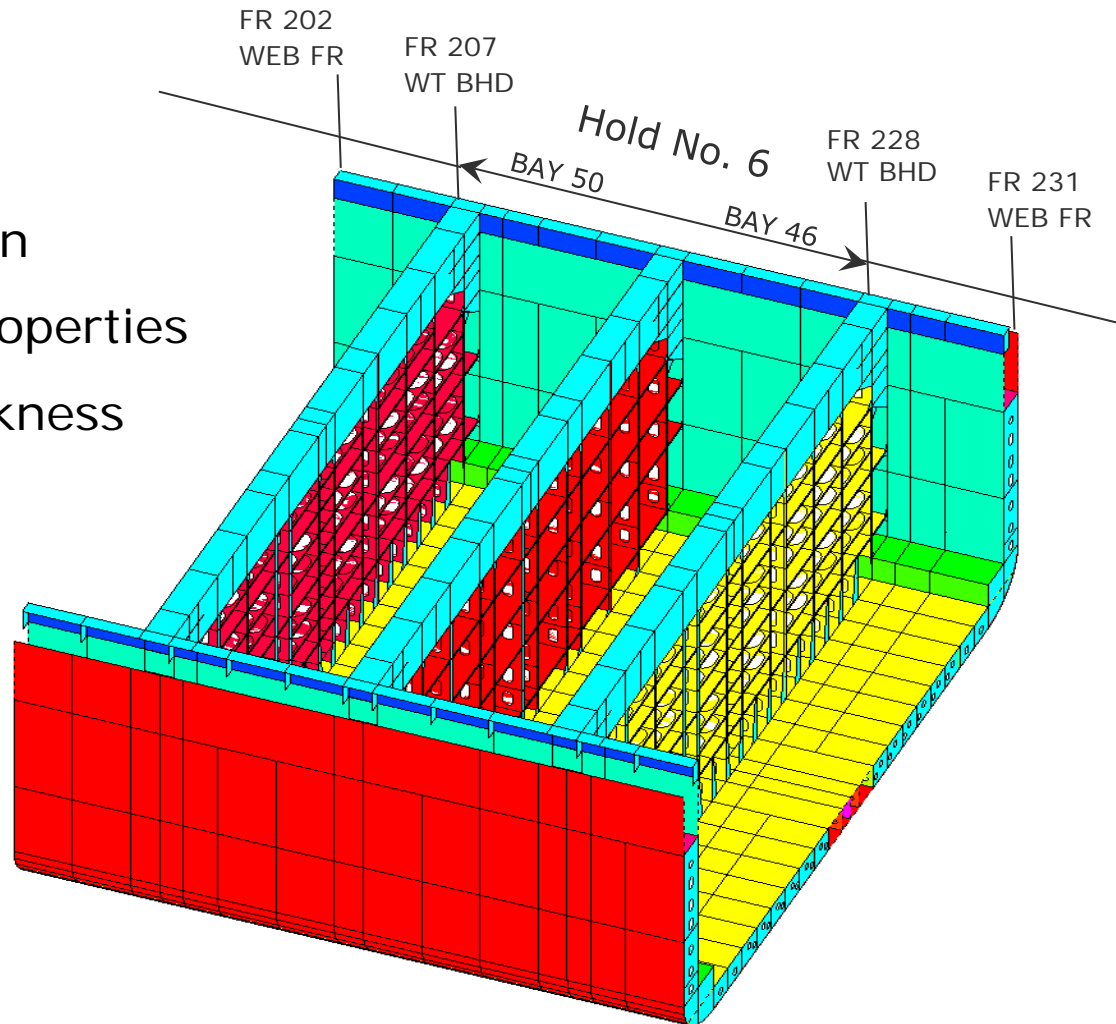 FR 202
WEB FR
FR 207
WT BHD
Hold No. 6
FR 228
WT BHD
BAY 50
FR 231
WEB FR
BAY 46
n
operties
kness